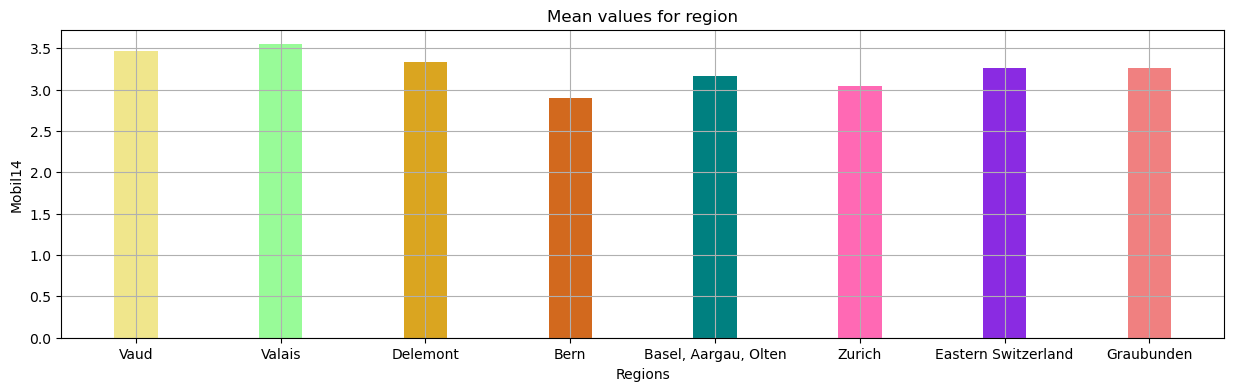 Mean values for region
3.5
3.0
2.5
2.0
1.5
1.0
0.5
0.0
Mobil14
Vaud Valais Delemont Bern Basel, Aargau, Olten Zurich Eastern Switzerland Graubunden
Regions